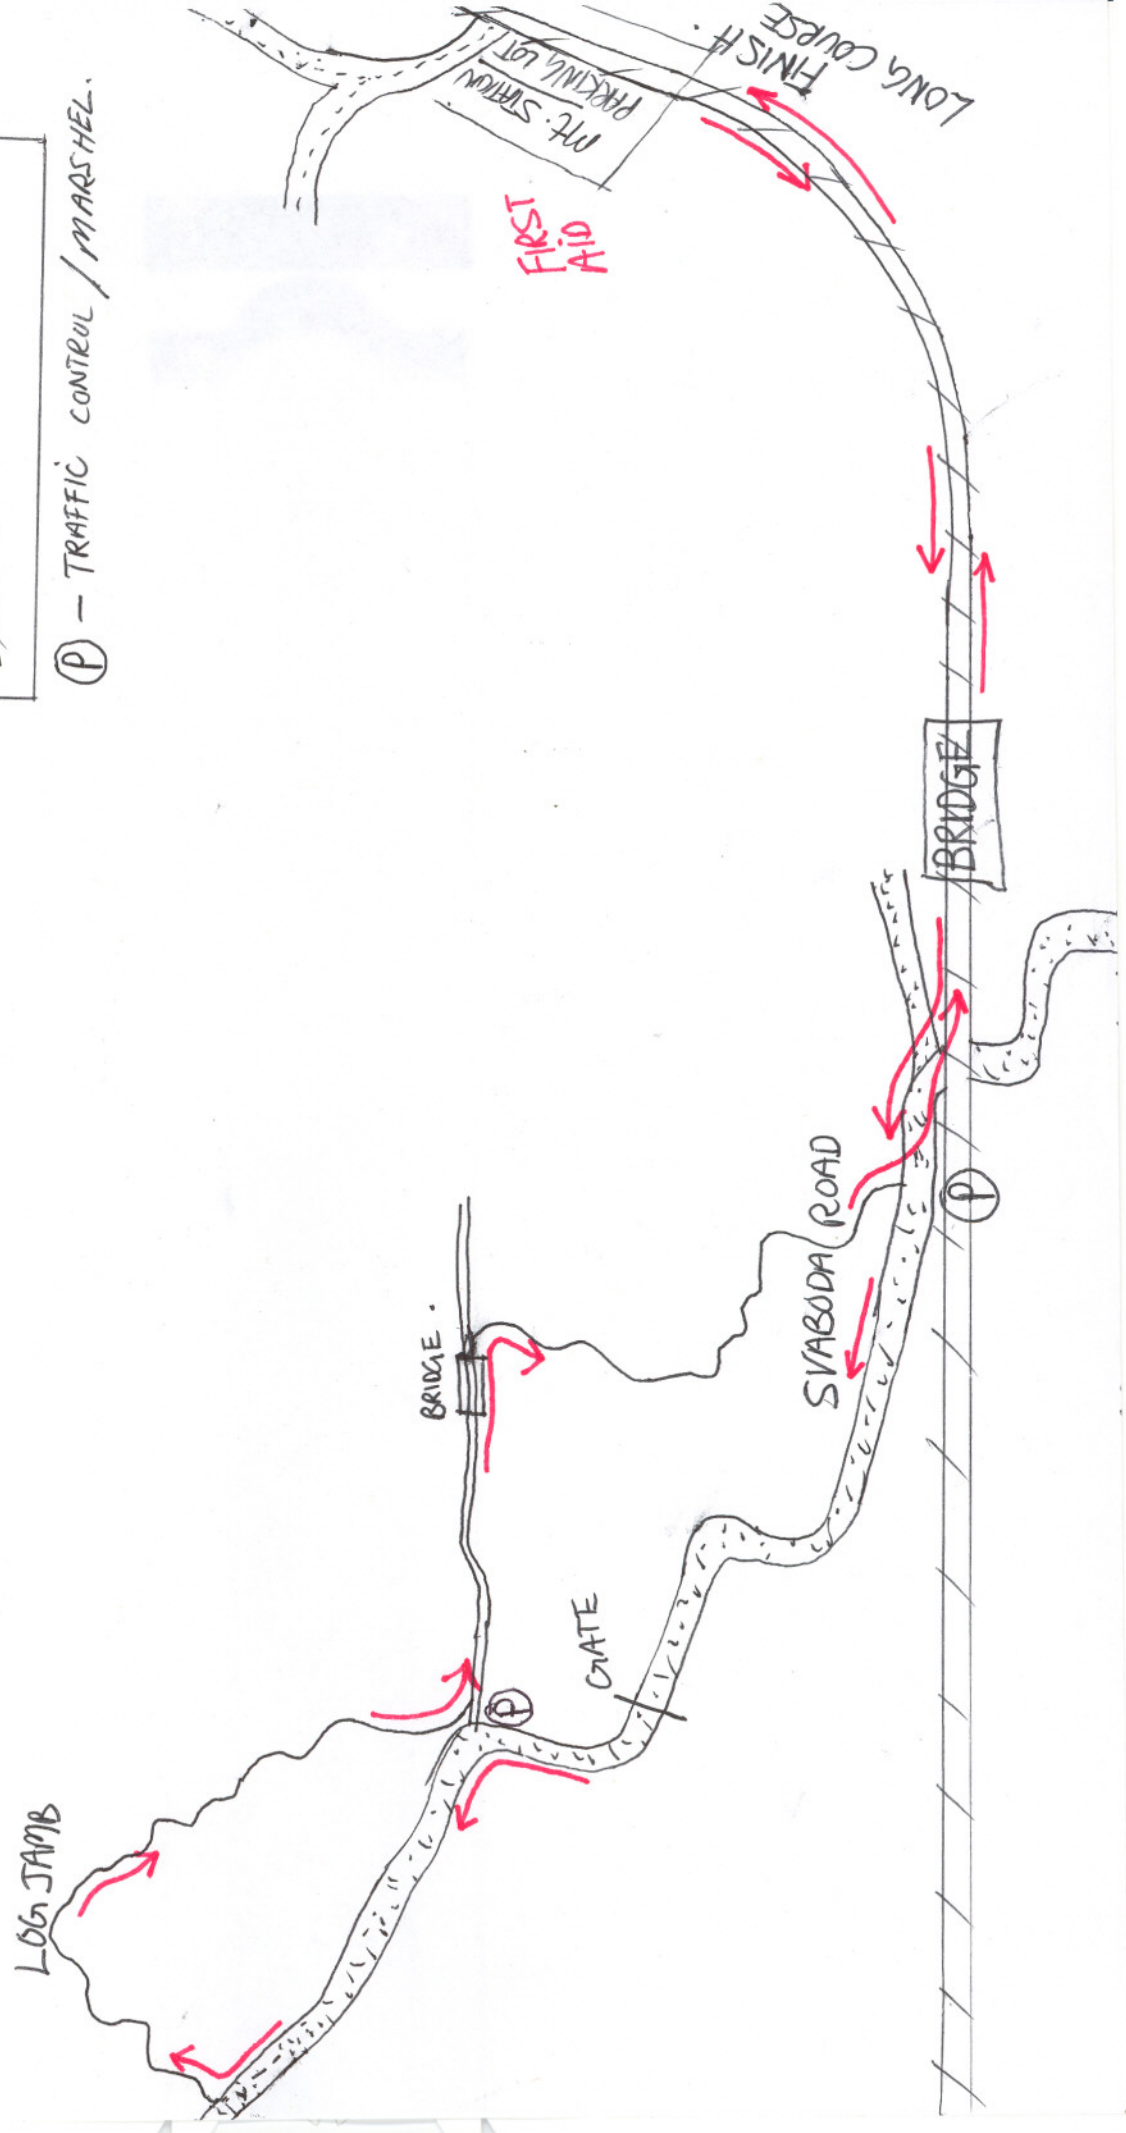 Ⓟ – TRAFFIC CONTROL / MARSHEL.
LONG COURSE
FINISH
Mt. STATION
PARKING LOT
FIRST
AID
BRIDGE
SVABODA ROAD
Ⓟ
BRIDGE.
GATE
Ⓟ
LOG JAMB